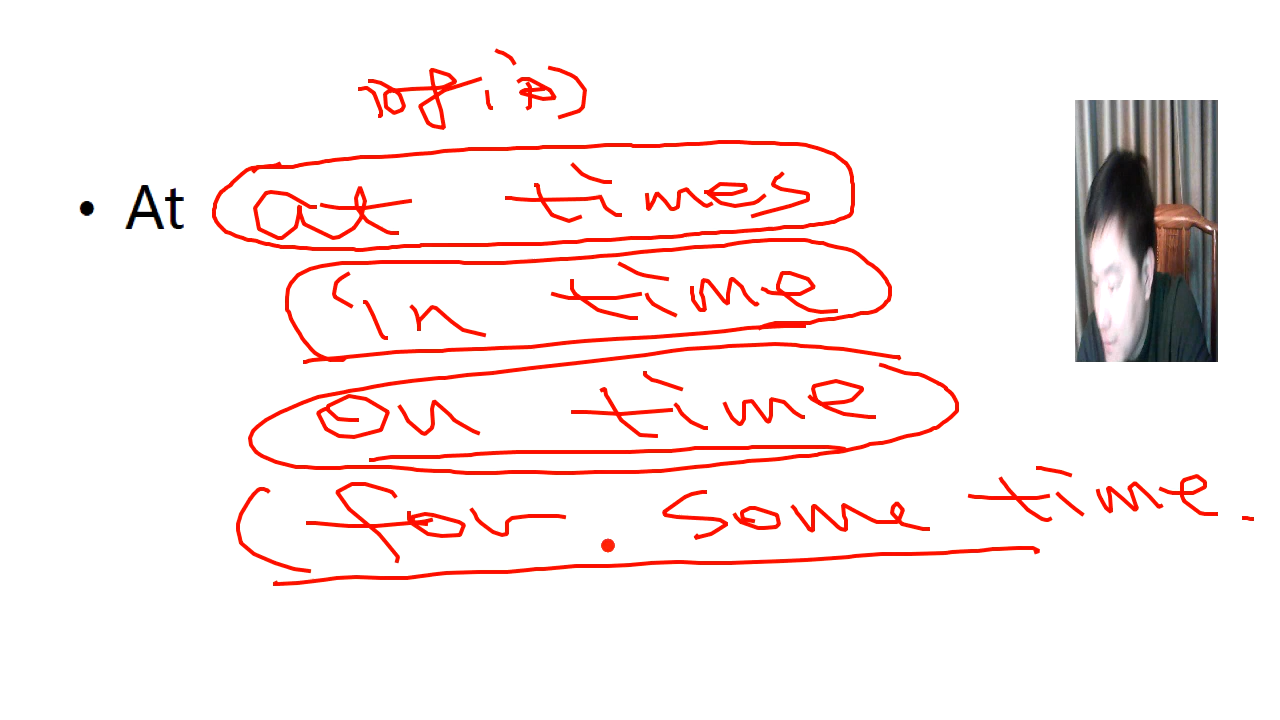 • At at times
in time
on time
(for some time.